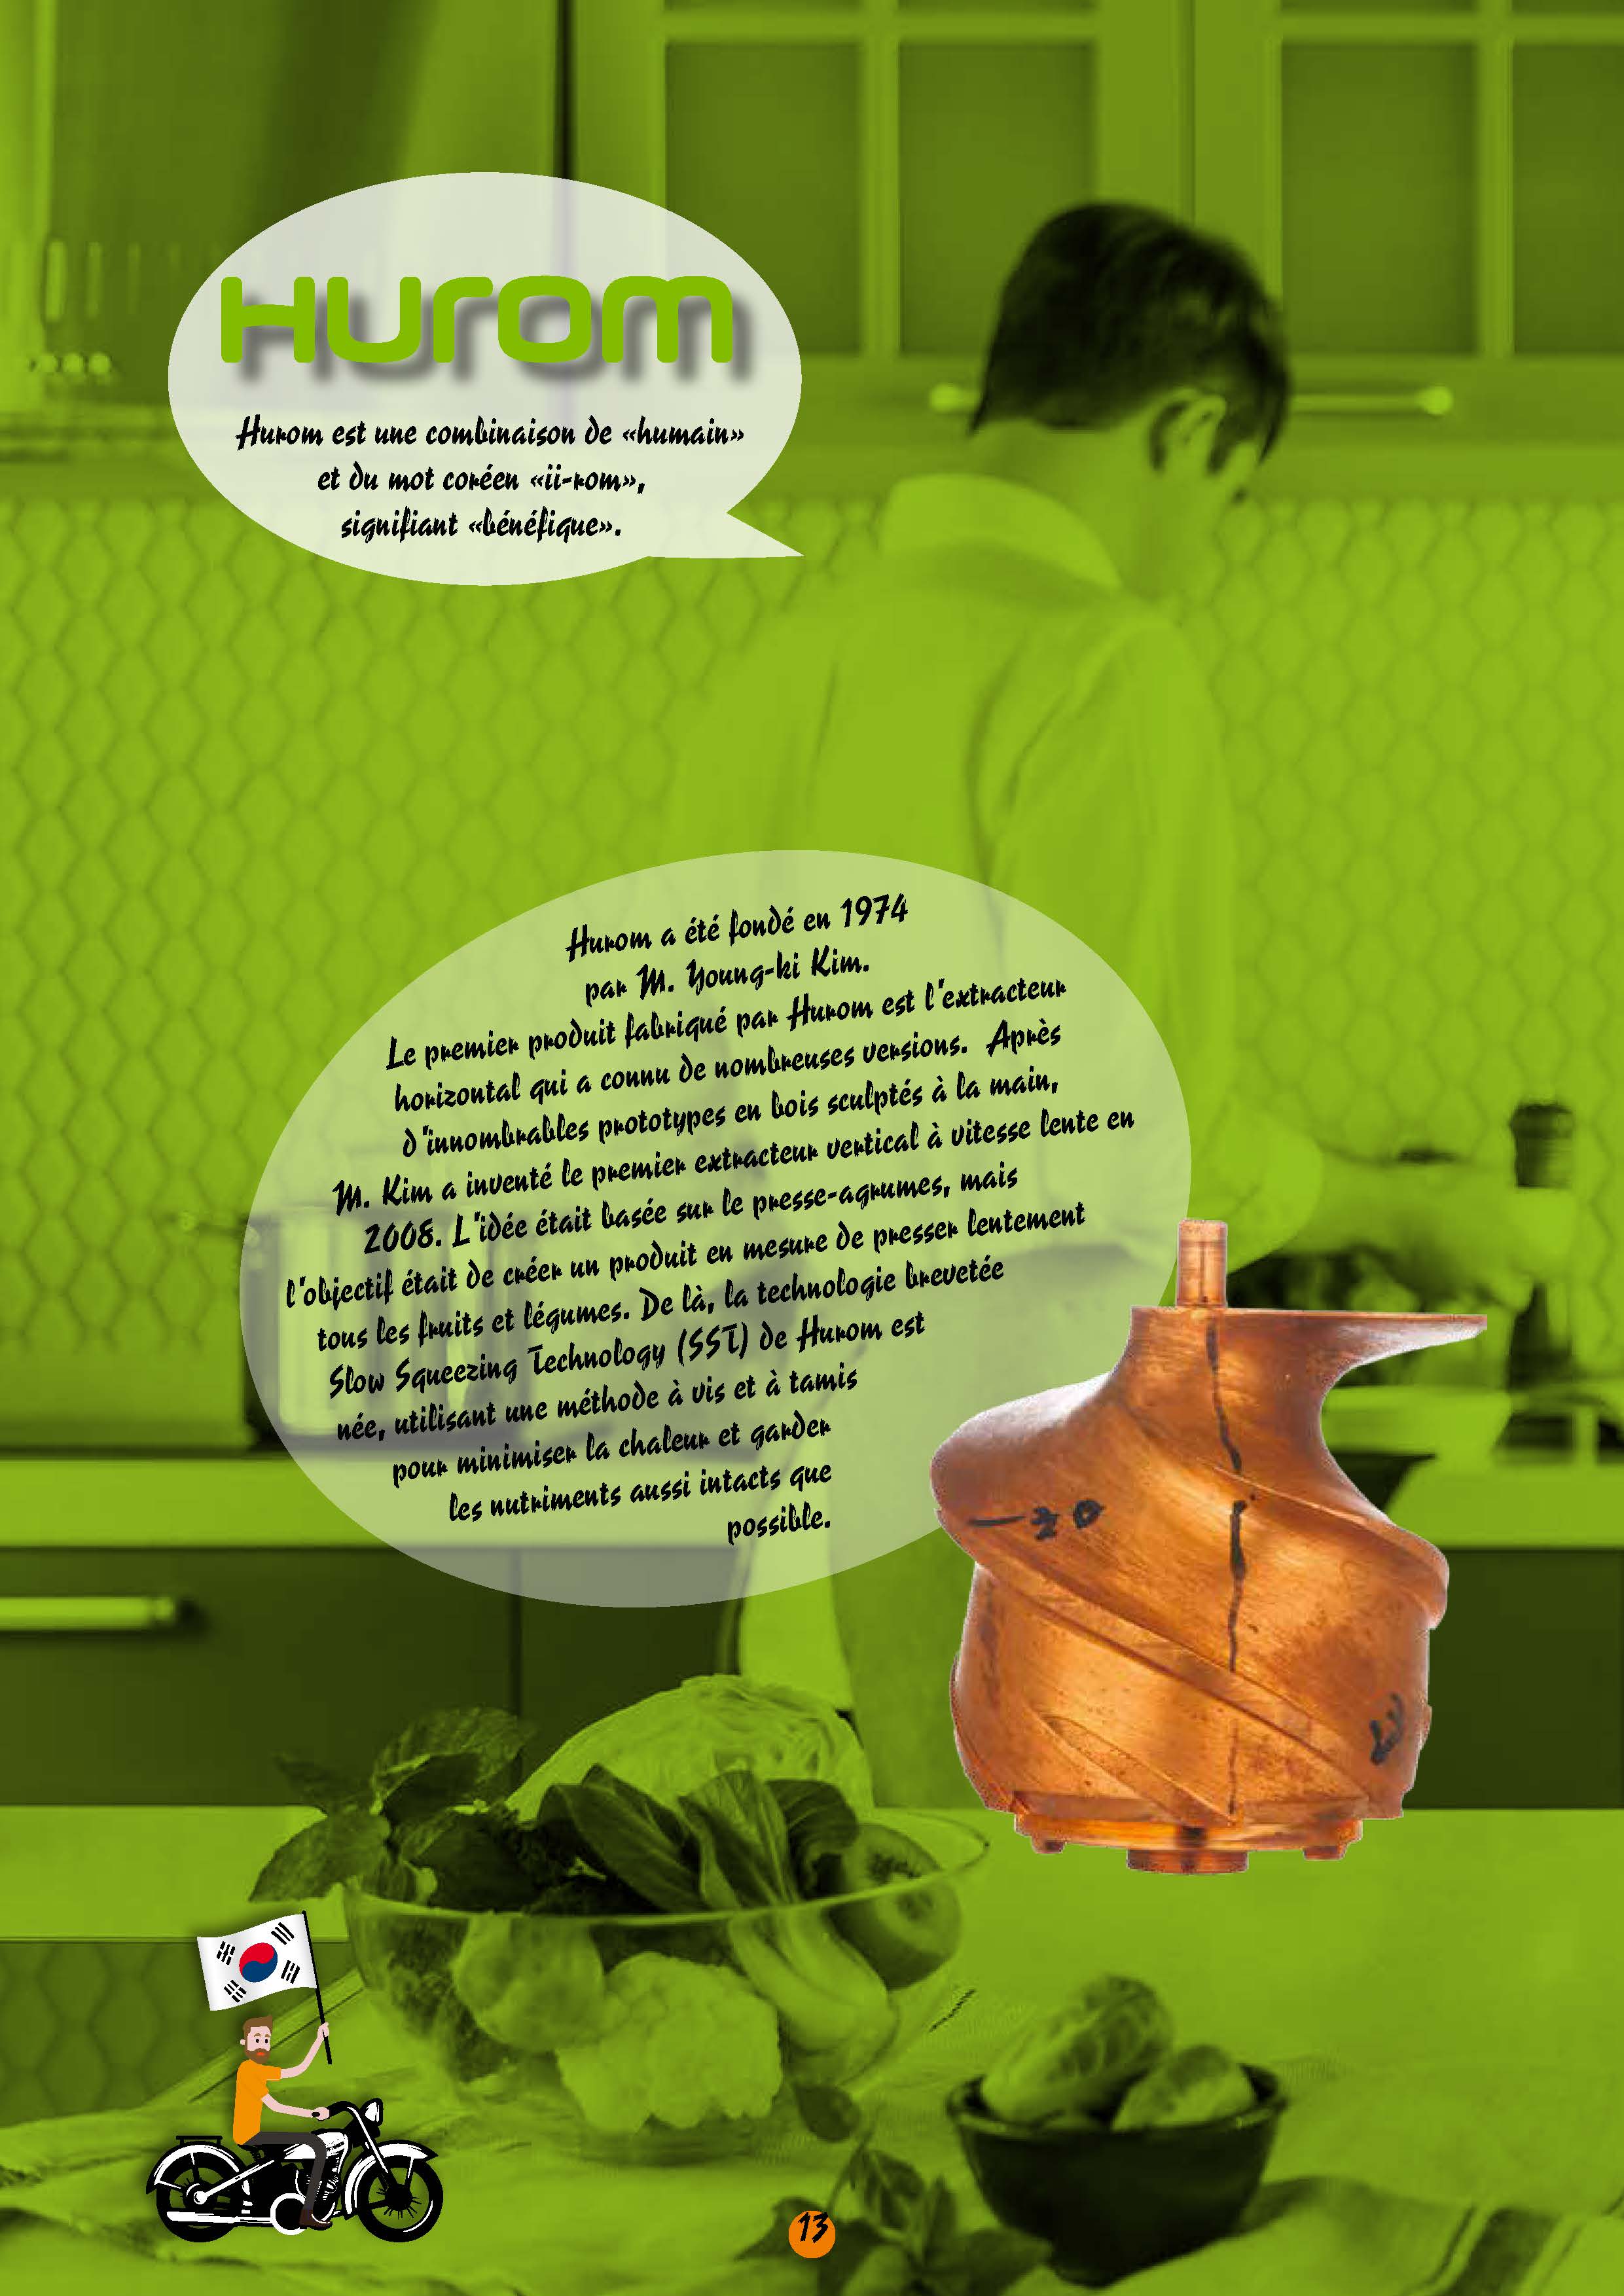 Hurom
Hurom est une combinaison de «humain»
et du mot coréen «ii-rom»,
signifiant «bénéfique».
Hurom a été fondé en 1974
par M. Young-ki Kim.
Le premier produit fabriqué par Hurom est l'extracteur
horizontal qui a connu de nombreuses versions. Après
d'innombrables prototypes en bois sculptés à la main,
M. Kim a inventé le premier extracteur vertical à vitesse lente en
2008. L'idée était basée sur le presse-agrumes, mais
l'objectif était de créer un produit en mesure de presser lentement
tous les fruits et légumes. De là, la technologie brevetée
Slow Squeezing Technology (SST) de Hurom est
née, utilisant une méthode à vis et à tamis
pour minimiser la chaleur et garder
les nutriments aussi intacts que
possible.
-20
13